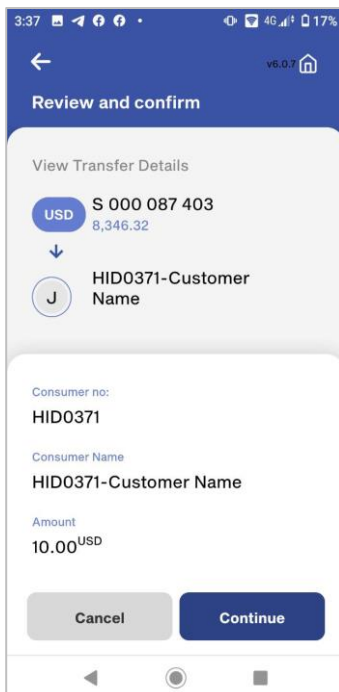 3:37
4G 17%
v6.0.7
Review and confirm
View Transfer Details
USD
S 000 087 403
8,346.32
J
HID0371-Customer
Name
Consumer no:
HID0371
Consumer Name
HID0371-Customer Name
Amount
10.00USD
Cancel
Continue